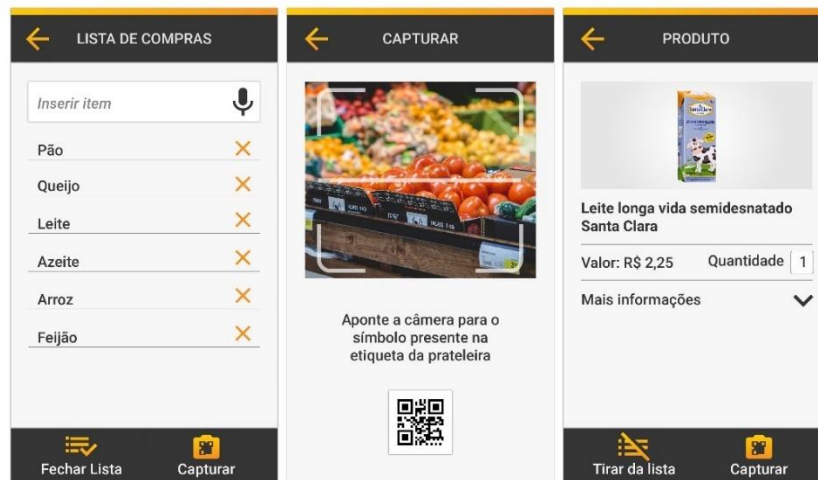 LISTA DE COMPRAS
Inserir item
Pão
Queijo
Leite
Azeite
Arroz
Feijão
Fechar Lista
Capturar
CAPTURAR
Aponte a câmera para o
símbolo presente na
etiqueta da prateleira
PRODUTO
Santa Clara
Leite longa vida semidesnatado
Santa Clara
Valor: R$ 2,25
Quantidade 1
Mais informações
Tirar da lista
Capturar